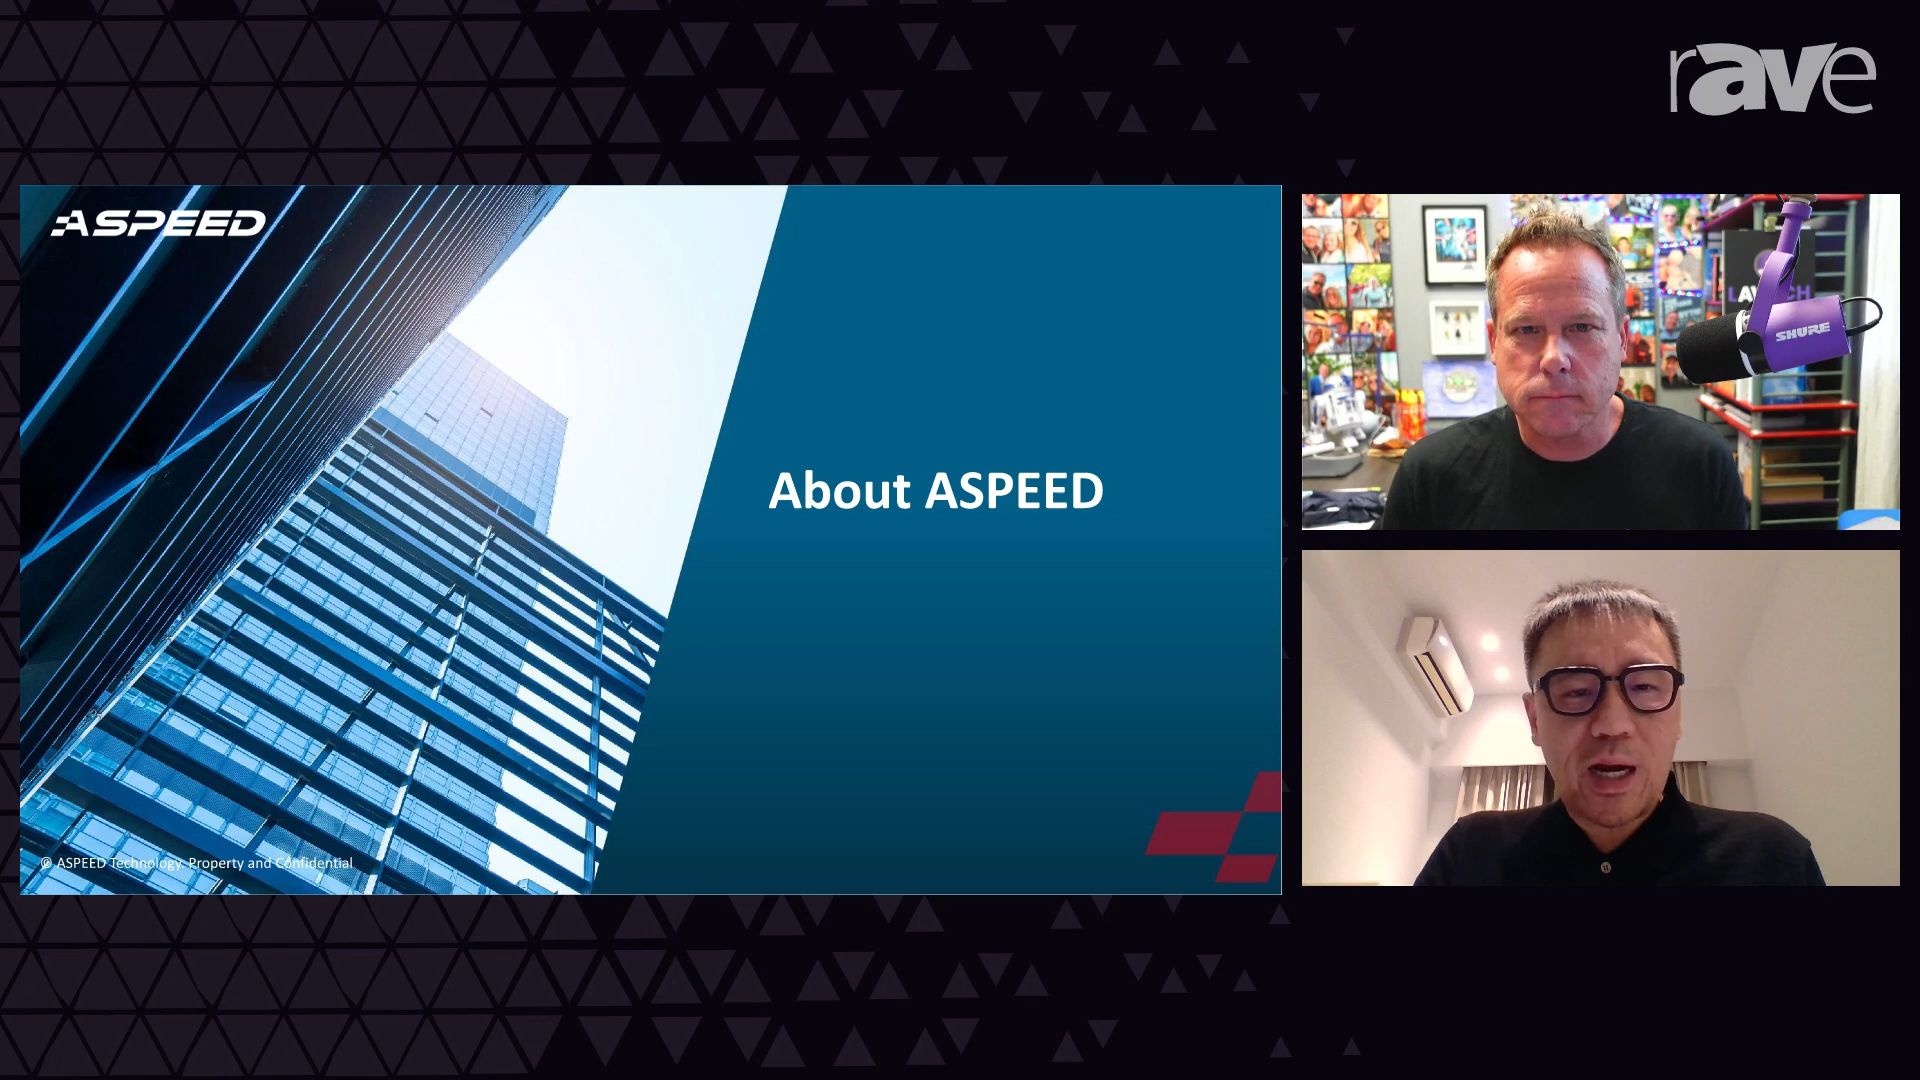 rave
ASPEED
About ASPEED
© ASPEED Technology. Property and Confidential
SHURE